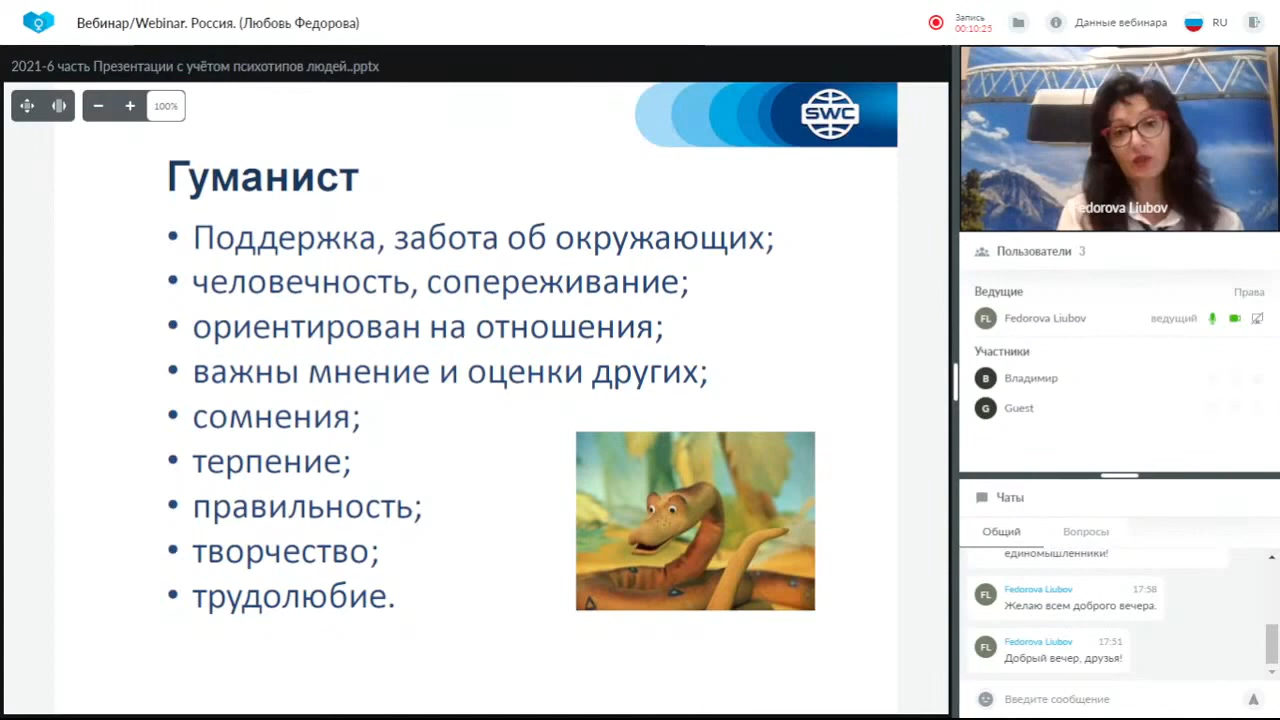 Вебинар/Webinar. Россия. (Любовь Федорова)
Запись
00:10:25
Данные вебинара
RU
2021-6 часть Презентации с учётом психотипов людей..pptx
100%
SWC
Гуманист
• Поддержка, забота об окружающих;
• человечность, сопереживание;
• ориентирован на отношения;
• важны мнение и оценки других;
• сомнения;
• терпение;
• правильность;
• творчество;
• трудолюбие.
Fedorova Liubov
Пользователи 3
Ведущие Права
FL Fedorova Liubov ведущий
Участники
В Владимир
G Guest
Чаты
Общий Вопросы
единомышленники!
FL Fedorova Liubov 17:58
Желаю всем доброго вечера.
FL Fedorova Liubov 17:51
Добрый вечер, друзья!
Введите сообщение